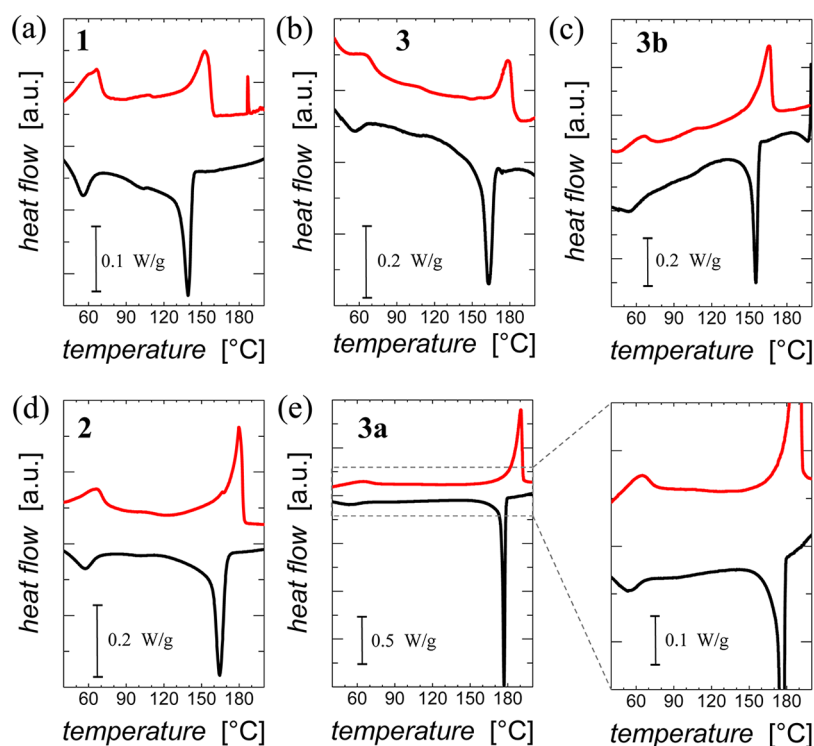 (a) 1
heat flow [a.u.]
0.1 W/g
60 90 120 150 180
temperature [°C]
(b) 3
heat flow [a.u.]
0.2 W/g
60 90 120 150 180
temperature [°C]
(c) 3b
heat flow [a.u.]
0.2 W/g
60 90 120 150 180
temperature [°C]
(d) 2
heat flow [a.u.]
0.2 W/g
60 90 120 150 180
temperature [°C]
(e) 3a
heat flow [a.u.]
0.5 W/g
60 90 120 150 180
temperature [°C]
0.1 W/g
60 90 120 150 180
temperature [°C]